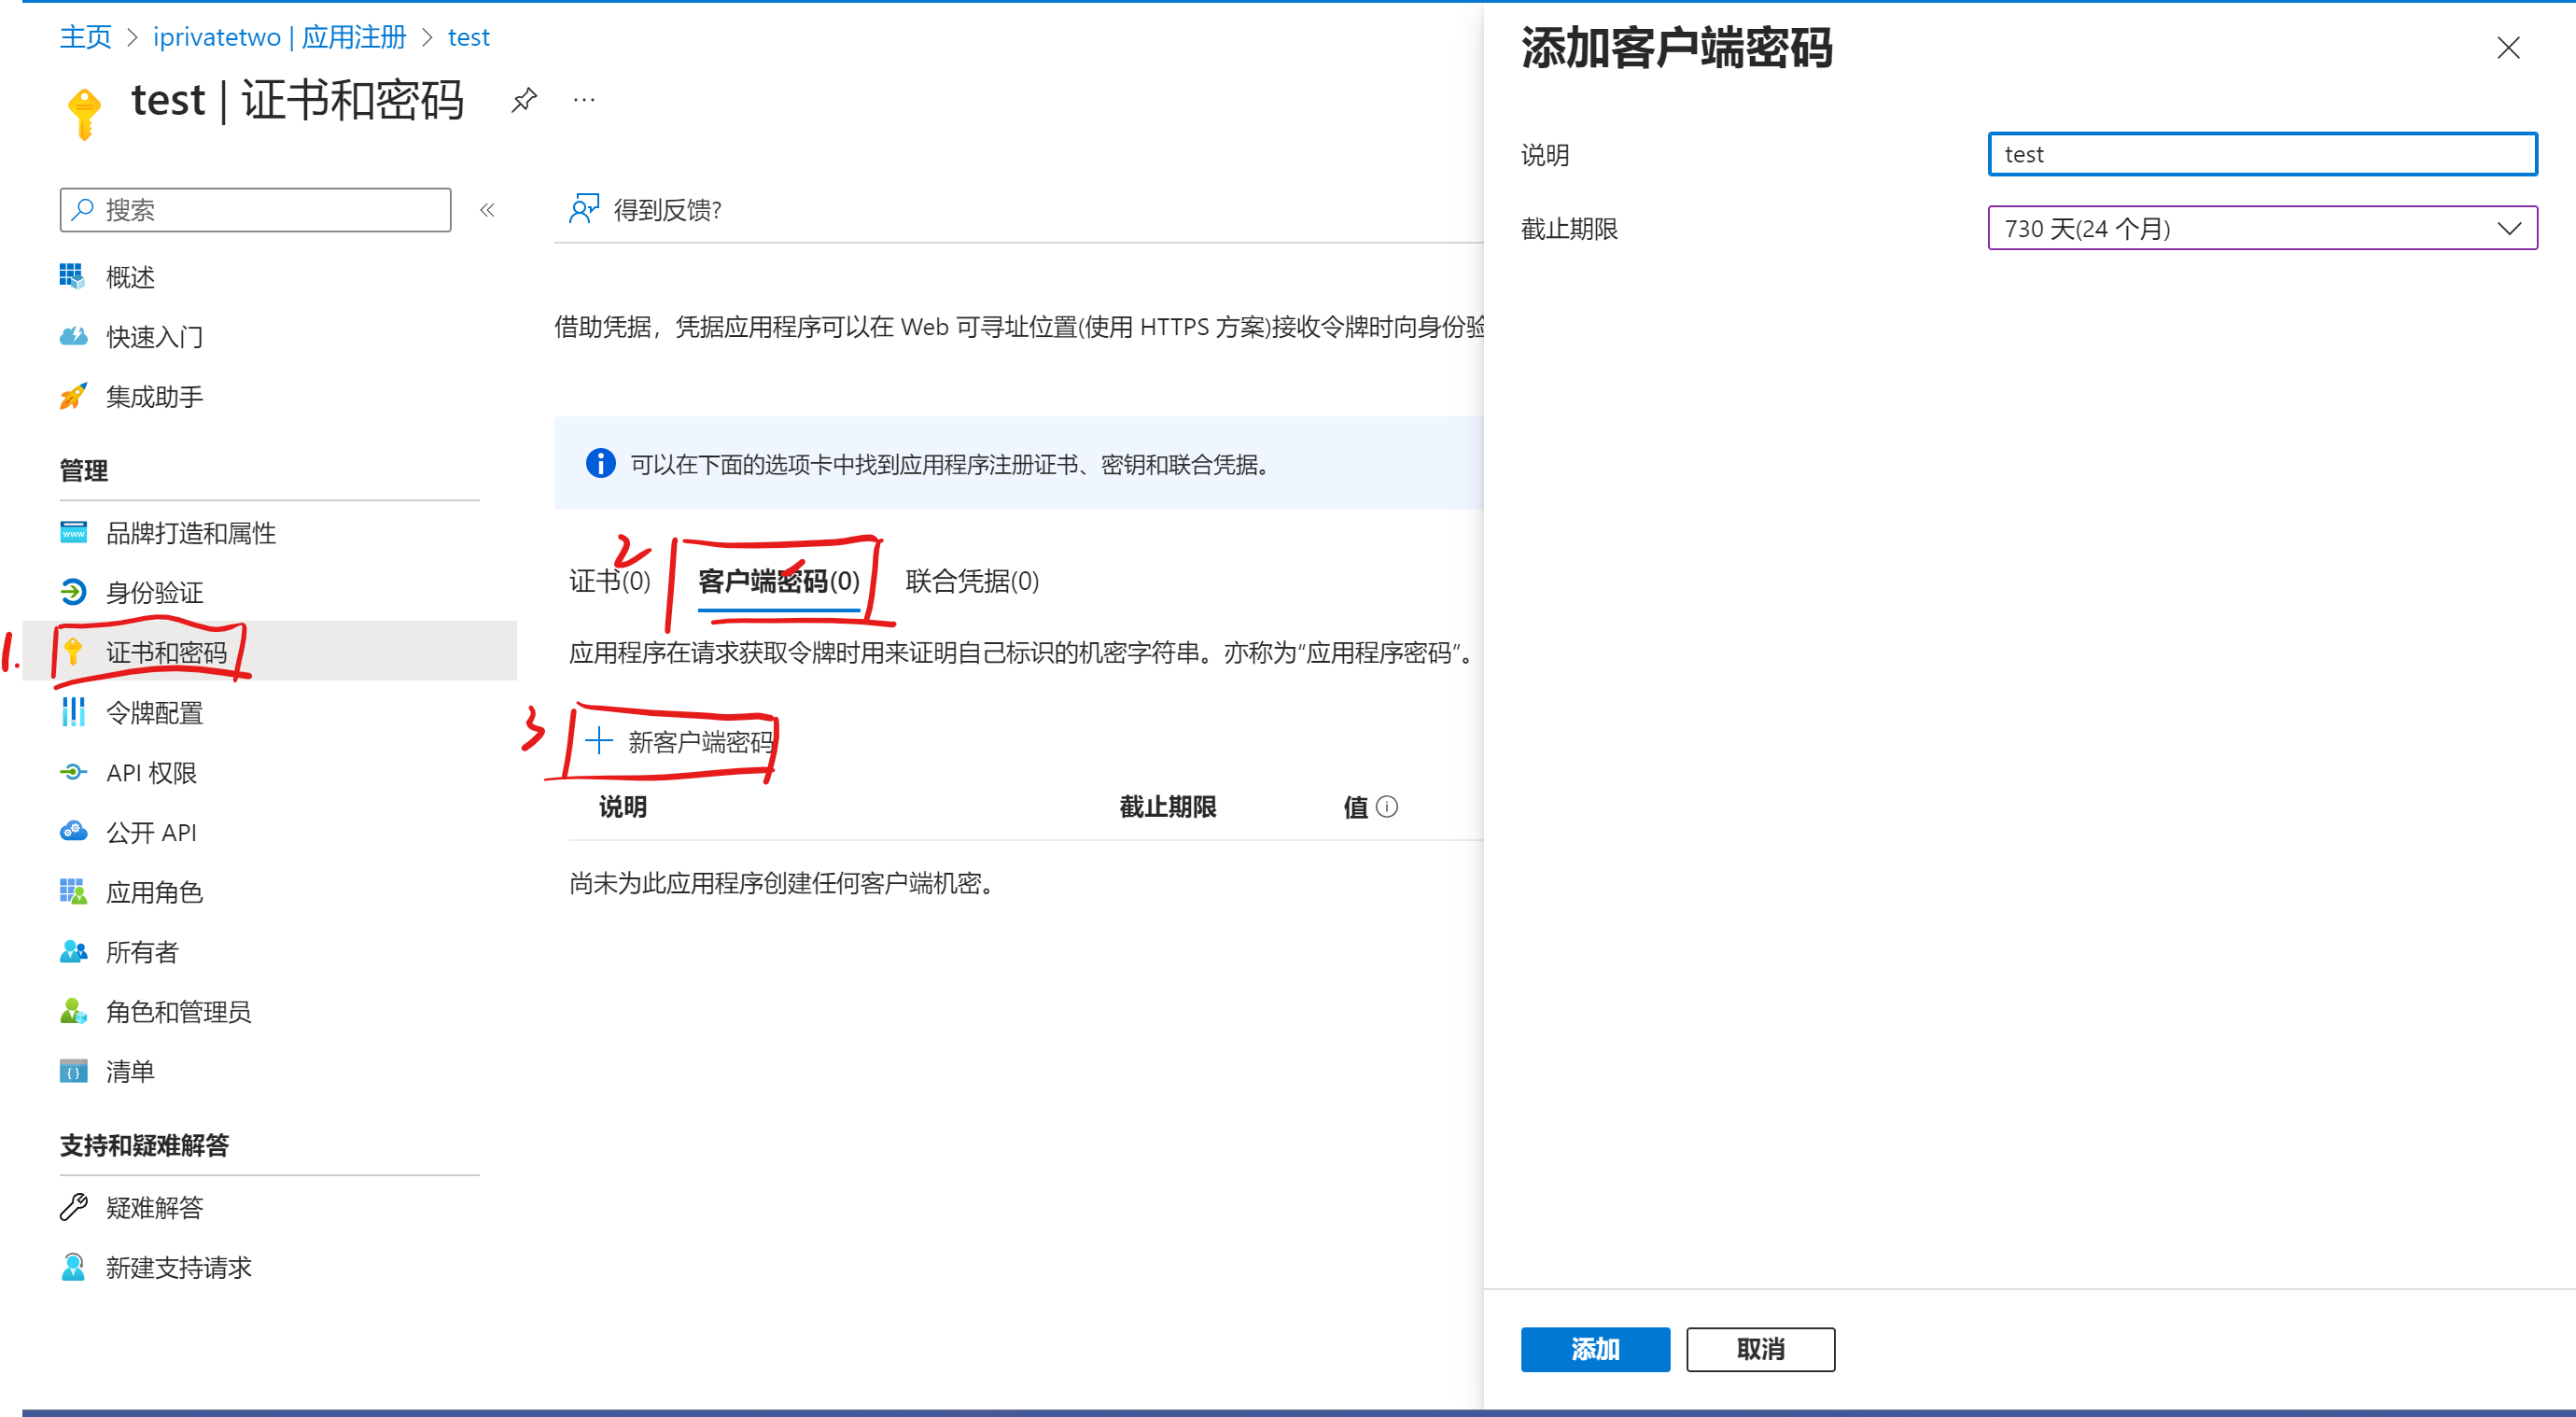 主页 > iprivatetwo | 应用注册 > test
test | 证书和密码
...
搜索
«
概述
快速入门
集成助手
管理
品牌打造和属性
身份验证
1.
证书和密码
令牌配置
API 权限
公开 API
应用角色
所有者
角色和管理员
清单
支持和疑难解答
疑难解答
新建支持请求
得到反馈?
借助凭据，凭据应用程序可以在 Web 可寻址位置(使用 HTTPS 方案)接收令牌时向身份验
可以在下面的选项卡中找到应用程序注册证书、密钥和联合凭据。
2
证书(0) 客户端密码(0) 联合凭据(0)
应用程序在请求获取令牌时用来证明自己标识的机密字符串。亦称为“应用程序密码”。
3
新客户端密码
说明 截止期限 值
尚未为此应用程序创建任何客户端机密。
添加客户端密码
说明 test
截止期限 730 天(24 个月)
添加 取消